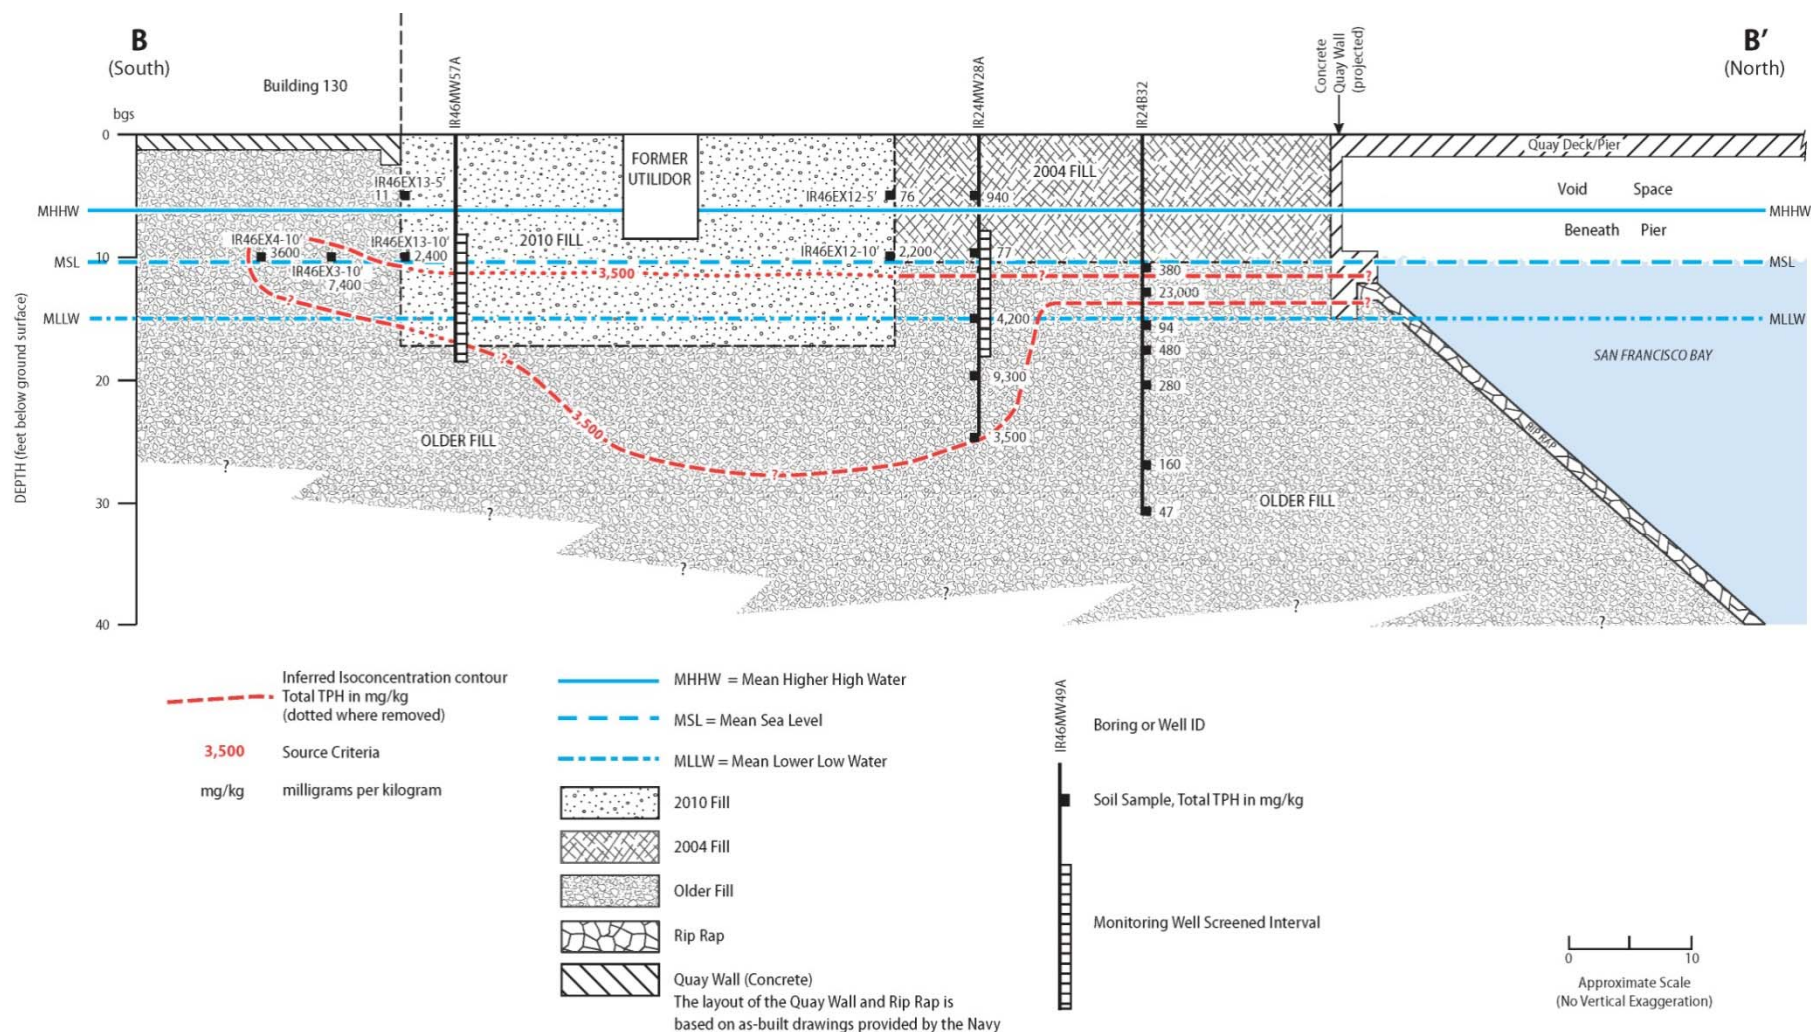 B
(South)
B′
(North)
Building 130
IR46MW57A
IR24MW28A
IR24B32
Concrete
Quay Wall
(projected)
bgs
0
10
20
30
40
DEPTH (feet below ground surface)
FORMER
UTILIDOR
2004 FILL
Quay Deck/Pier
IR46EX13-5′
11
IR46EX12-5′
76
940
Void Space
MHHW
MHHW
Beneath Pier
IR46EX4-10′
3600
IR46EX13-10′
2,400
2010 FILL
IR46EX12-10′
2,200
77
MSL
MSL
IR46EX3-10′
7,400
3,500
?
?
?
380
23,000
?
?
MLLW
MLLW
4,200
94
?
480
SAN FRANCISCO BAY
9,300
280
3,500
RIP RAP
OLDER FILL
3,500
?
?
160
OLDER FILL
47
?
?
?
?
?
Inferred Isoconcentration contour
Total TPH in mg/kg
(dotted where removed)
3,500 Source Criteria
mg/kg milligrams per kilogram
MHHW = Mean Higher High Water
MSL = Mean Sea Level
MLLW = Mean Lower Low Water
2010 Fill
2004 Fill
Older Fill
Rip Rap
Quay Wall (Concrete)
The layout of the Quay Wall and Rip Rap is
based on as-built drawings provided by the Navy
IR46MW49A
Boring or Well ID
Soil Sample, Total TPH in mg/kg
Monitoring Well Screened Interval
0 10
Approximate Scale
(No Vertical Exaggeration)